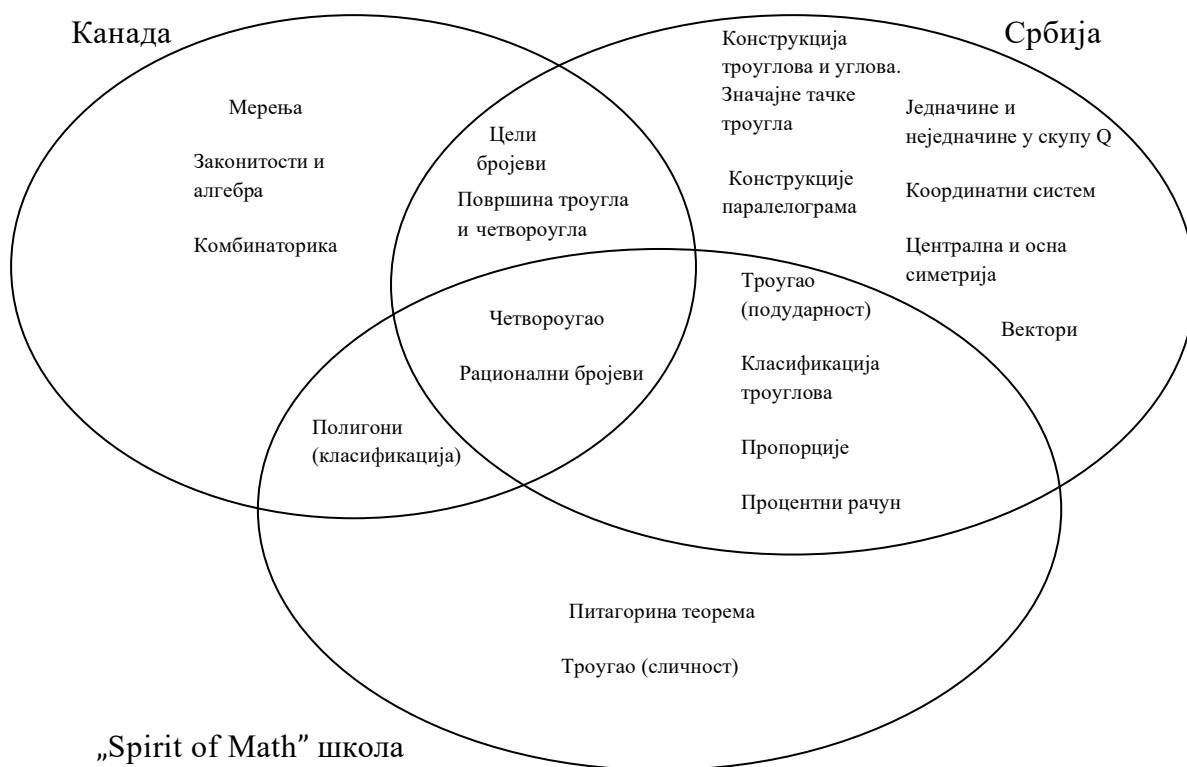 Канада
Србија
Мерења
Законитости и
алгебра
Комбинаторика
Цели
бројеви
Површина троугла
и четвороугла
Конструкција
троуглова и углова.
Значајне тачке
троугла
Конструкције
паралелограма
Једначине и
неједначине у скупу Q
Координатни систем
Централна и осна
симетрија
Вектори
Четвороугао
Рационални бројеви
Троугао
(подударност)
Класификација
троуглова
Пропорције
Процентни рачун
Полигони
(класификација)
Питагорина теорема
Троугао (сличност)
„Spirit of Math” школа